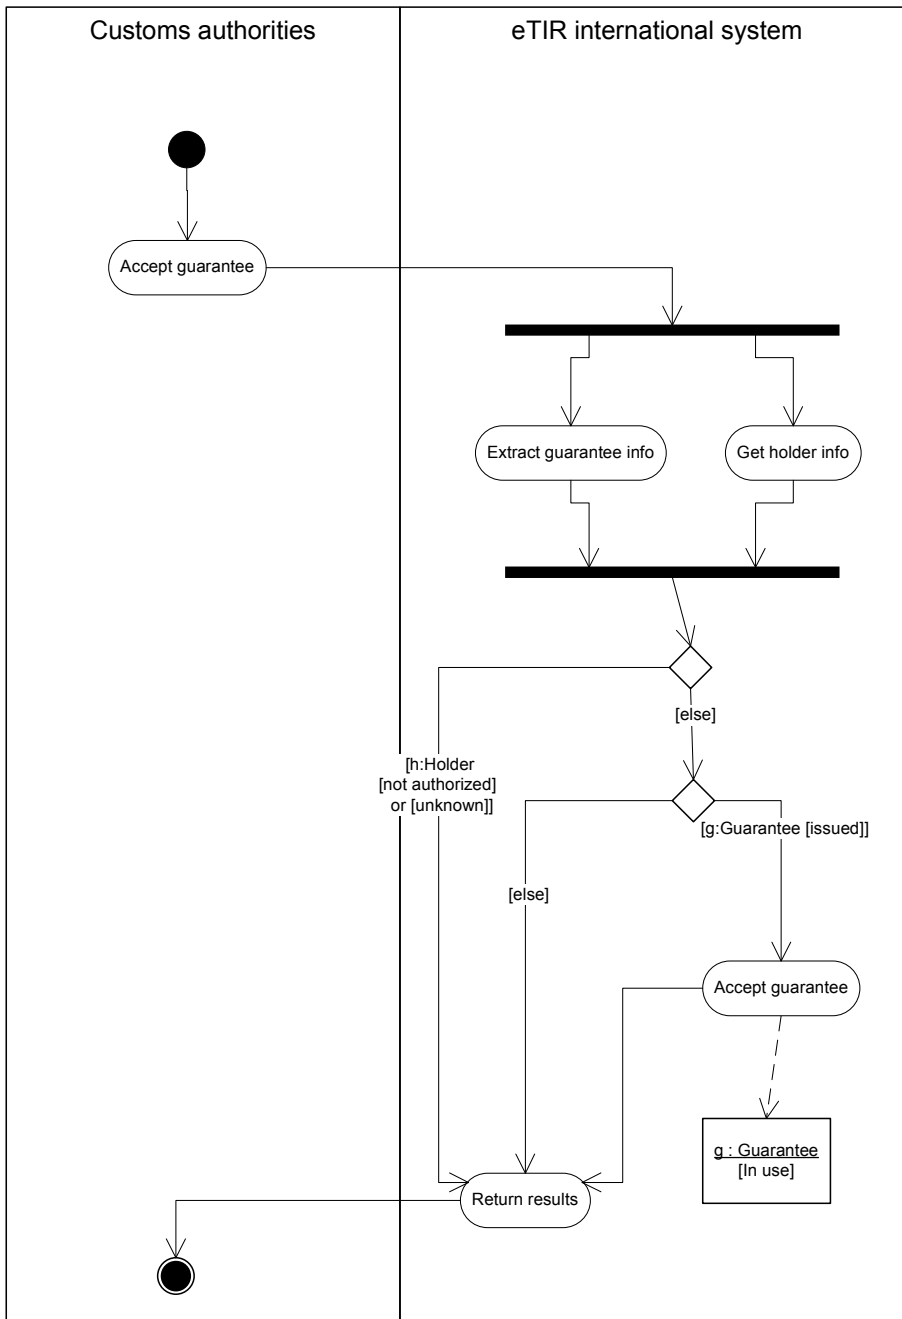 Customs authorities
eTIR international system
Accept guarantee
Extract guarantee info
Get holder info
[else]
[h:Holder
[not authorized]
or [unknown]]
[g:Guarantee [issued]]
[else]
Accept guarantee
g : Guarantee
[In use]
Return results